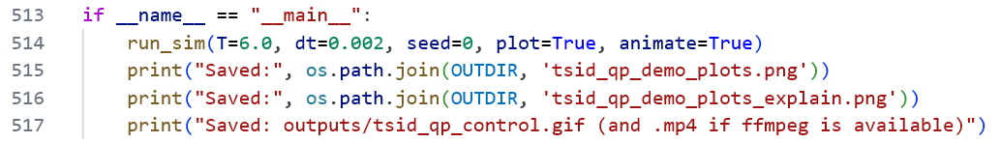 513 if __name__ == "__main__":
514     run_sim(T=6.0, dt=0.002, seed=0, plot=True, animate=True)
515     print("Saved:", os.path.join(OUTDIR, 'tsid_qp_demo_plots.png'))
516     print("Saved:", os.path.join(OUTDIR, 'tsid_qp_demo_plots_explain.png'))
517     print("Saved: outputs/tsid_qp_control.gif (and .mp4 if ffmpeg is available)")